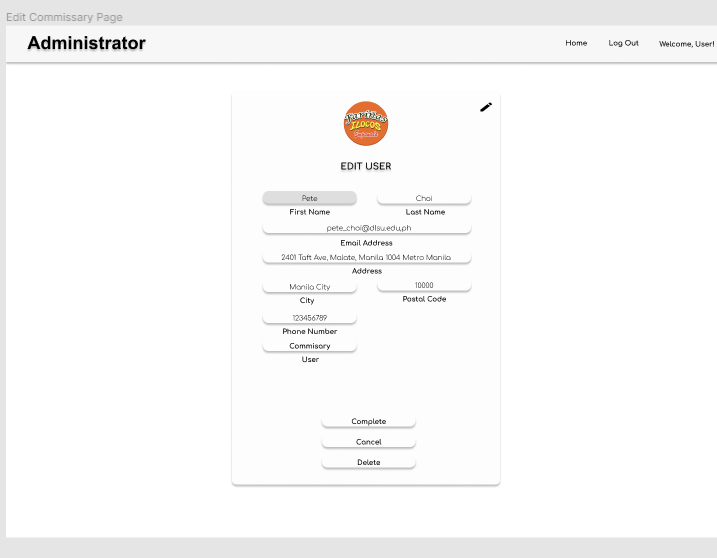 Edit Commissary Page
Administrator
Home Log Out Welcome, User!
ILOCOS
EDIT USER
Pete Choi
First Name Last Name
pete_choi@dlsu.edu,ph
Email Address
2401 Taft Ave, Malate, Manila 1004 Metro Manila
Address
Manila City 10000
City Postal Code
123456789
Phone Number
Commisary
User
Complete
Cancel
Delete